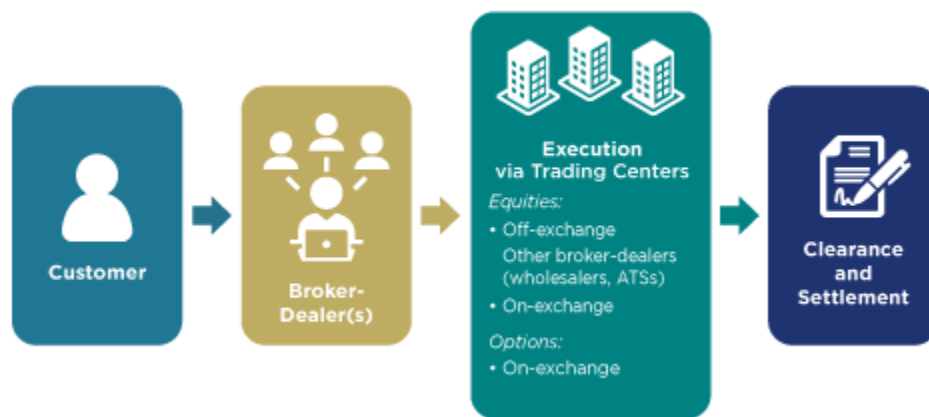 Customer
Broker-
Dealer(s)
Execution
via Trading Centers
Equities:
• Off-exchange
Other broker-dealers
(wholesalers, ATSs)
• On-exchange
Options:
• On-exchange
Clearance
and
Settlement